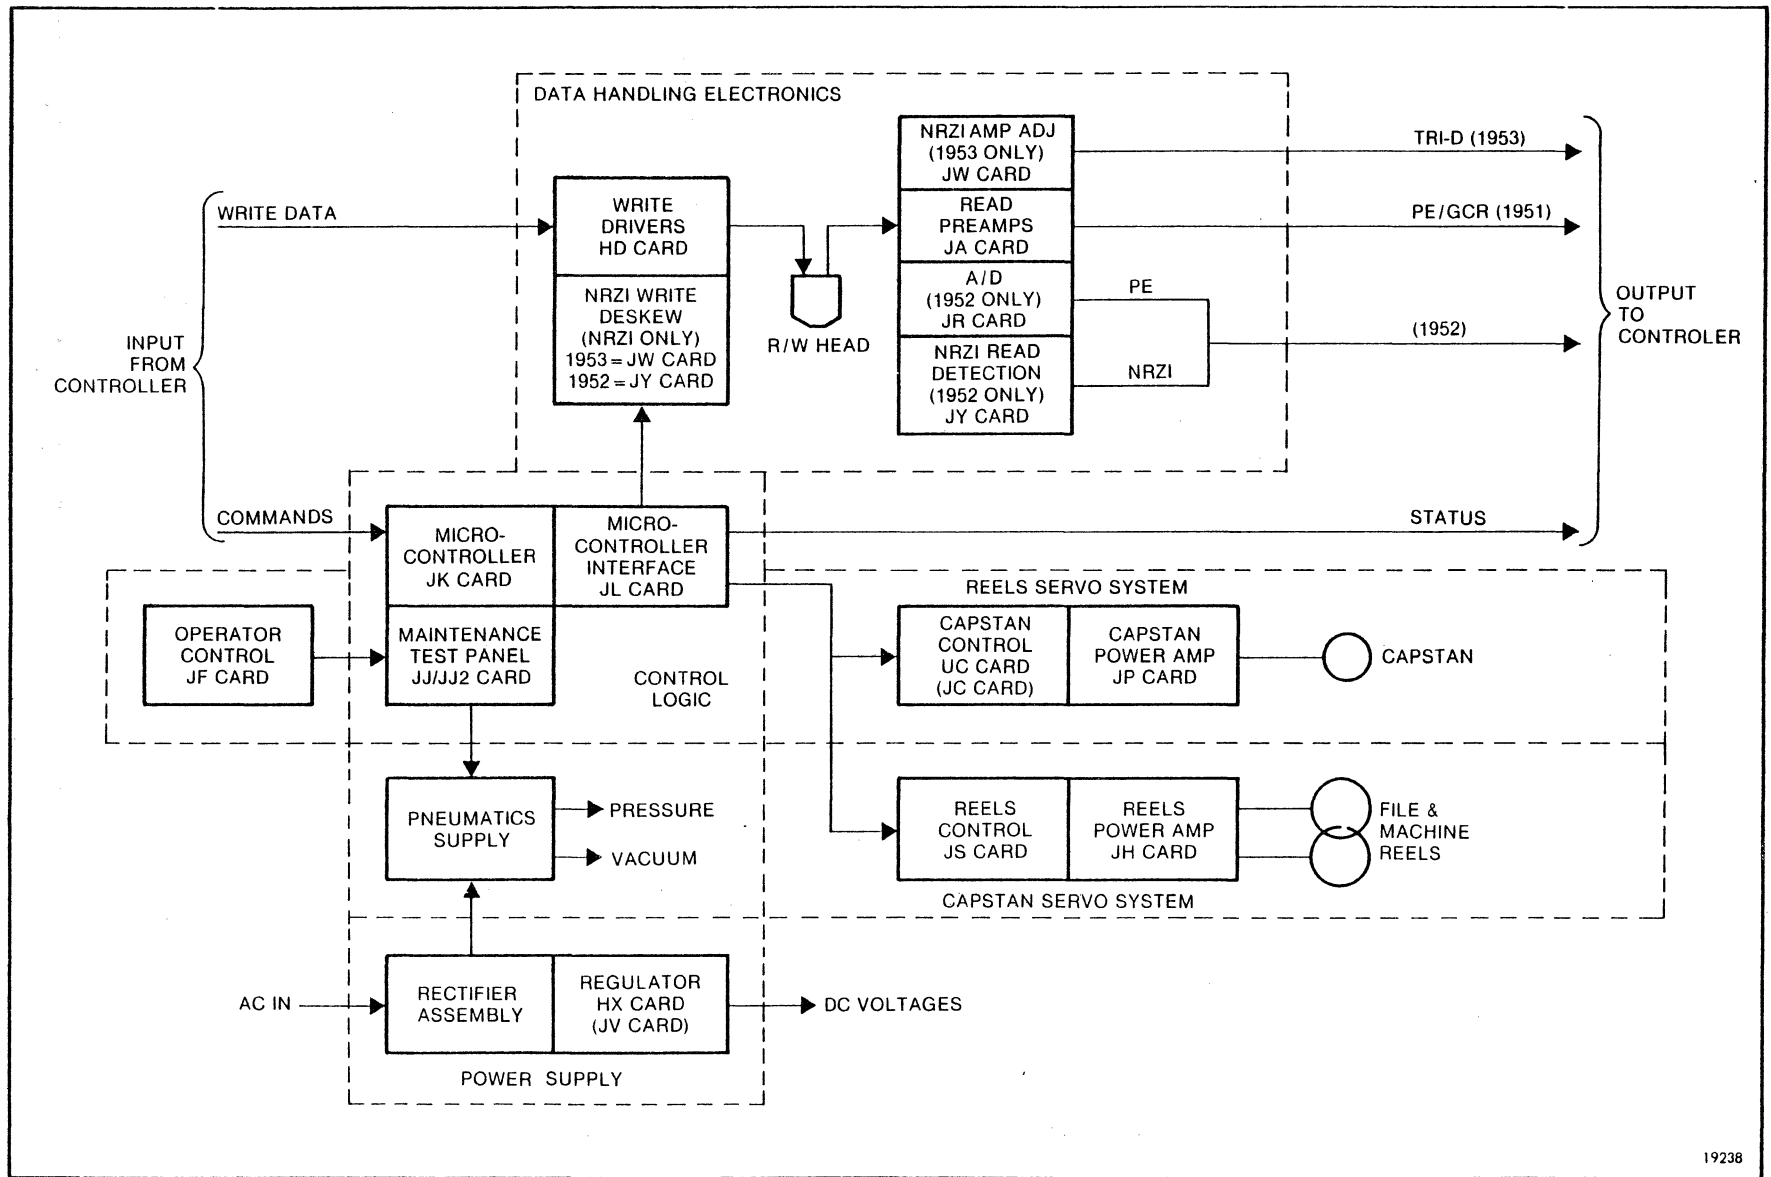 DATA HANDLING ELECTRONICS
NRZI AMP ADJ
(1953 ONLY)
JW CARD
TRI-D (1953)
WRITE DATA
WRITE
DRIVERS
HD CARD
READ
PREAMPS
JA CARD
PE/GCR (1951)
NRZI WRITE
DESKEW
(NRZI ONLY)
1953=JW CARD
1952=JY CARD
R/W HEAD
A/D
(1952 ONLY)
JR CARD
PE
NRZI READ
DETECTION
(1952 ONLY)
JY CARD
NRZI
(1952)
INPUT
FROM
CONTROLLER
OUTPUT
TO
CONTROLER
COMMANDS
MICRO-
CONTROLLER
JK CARD
MICRO-
CONTROLLER
INTERFACE
JL CARD
STATUS
REELS SERVO SYSTEM
OPERATOR
CONTROL
JF CARD
MAINTENANCE
TEST PANEL
JJ/JJ2 CARD
CONTROL
LOGIC
CAPSTAN
CONTROL
UC CARD
(JC CARD)
CAPSTAN
POWER AMP
JP CARD
CAPSTAN
PNEUMATICS
SUPPLY
PRESSURE
VACUUM
REELS
CONTROL
JS CARD
REELS
POWER AMP
JH CARD
FILE &
MACHINE
REELS
CAPSTAN SERVO SYSTEM
AC IN
RECTIFIER
ASSEMBLY
REGULATOR
HX CARD
(JV CARD)
DC VOLTAGES
POWER SUPPLY
19238